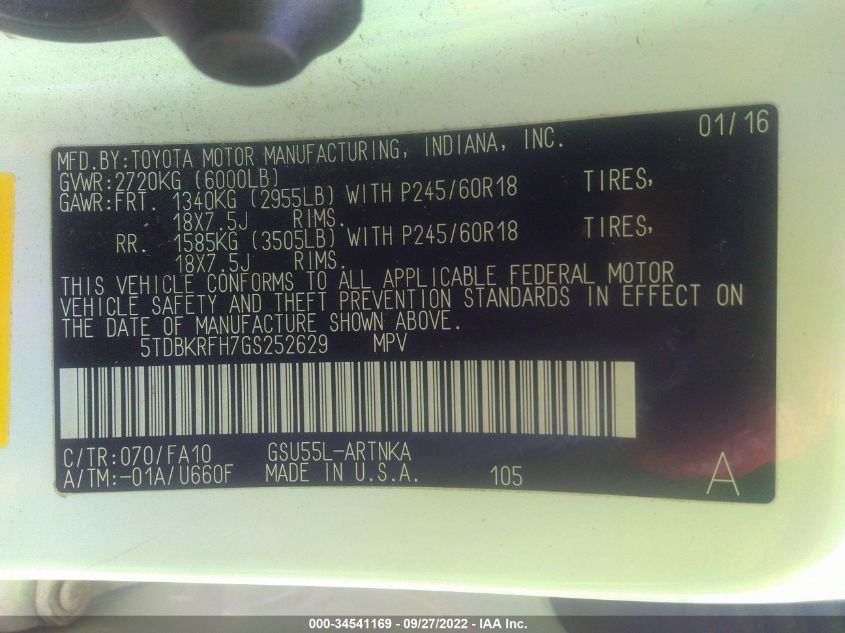 MFD.BY:TOYOTA MOTOR MANUFACTURING, INDIANA, INC. 01/16
GVWR:2720KG (6000LB)
GAWR:FRT. 1340KG (2955LB) WITH P245/60R18 TIRES,
18X7.5J RIMS.
RR. 1585KG (3505LB) WITH P245/60R18 TIRES,
18X7.5J RIMS.
THIS VEHICLE CONFORMS TO ALL APPLICABLE FEDERAL MOTOR
VEHICLE SAFETY AND THEFT PREVENTION STANDARDS IN EFFECT ON
THE DATE OF MANUFACTURE SHOWN ABOVE.
5TDBKRFH7GS252629 MPV
C/TR:070/FA10 GSU55L-ARTNKA
A/TM:-01A/U660F MADE IN U.S.A. 105 A
000-34541169 - 09/27/2022 - IAA Inc.